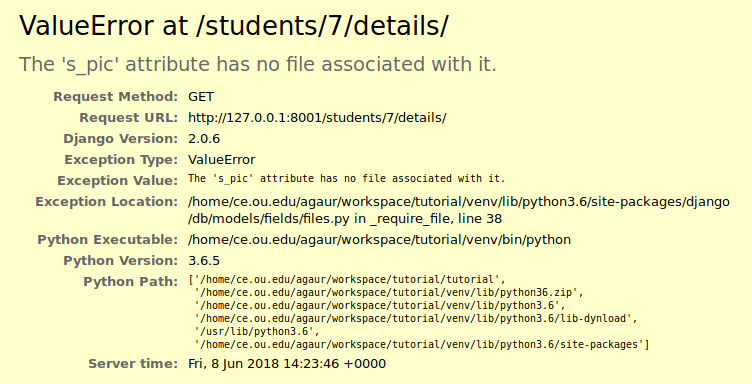 ValueError at /students/7/details/
The 's_pic' attribute has no file associated with it.
Request Method: GET
Request URL: http://127.0.0.1:8001/students/7/details/
Django Version: 2.0.6
Exception Type: ValueError
Exception Value: The 's_pic' attribute has no file associated with it.
Exception Location: /home/ce.ou.edu/agaur/workspace/tutorial/venv/lib/python3.6/site-packages/django
/db/models/fields/files.py in _require_file, line 38
Python Executable: /home/ce.ou.edu/agaur/workspace/tutorial/venv/bin/python
Python Version: 3.6.5
Python Path: ['/home/ce.ou.edu/agaur/workspace/tutorial/tutorial',
'/home/ce.ou.edu/agaur/workspace/tutorial/venv/lib/python36.zip',
'/home/ce.ou.edu/agaur/workspace/tutorial/venv/lib/python3.6',
'/home/ce.ou.edu/agaur/workspace/tutorial/venv/lib/python3.6/lib-dynload',
'/usr/lib/python3.6',
'/home/ce.ou.edu/agaur/workspace/tutorial/venv/lib/python3.6/site-packages']
Server time: Fri, 8 Jun 2018 14:23:46 +0000